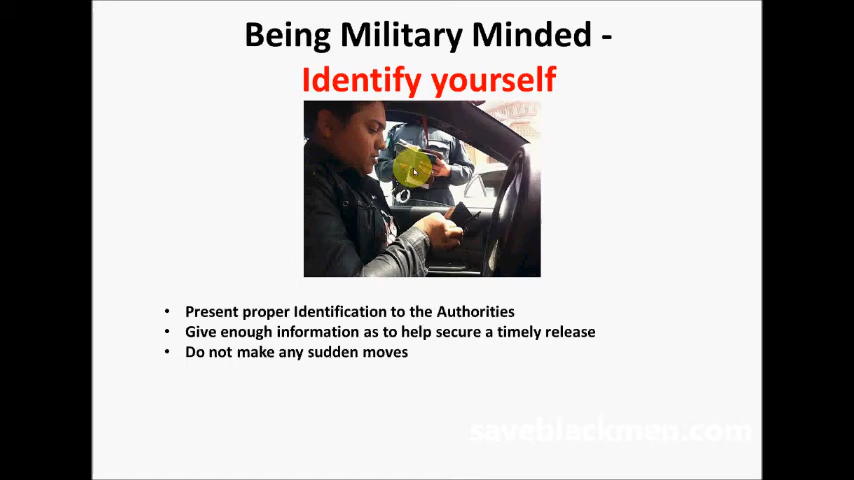 Being Military Minded -
Identify yourself
• Present proper Identification to the Authorities
• Give enough information as to help secure a timely release
• Do not make any sudden moves
saveblackmen.com